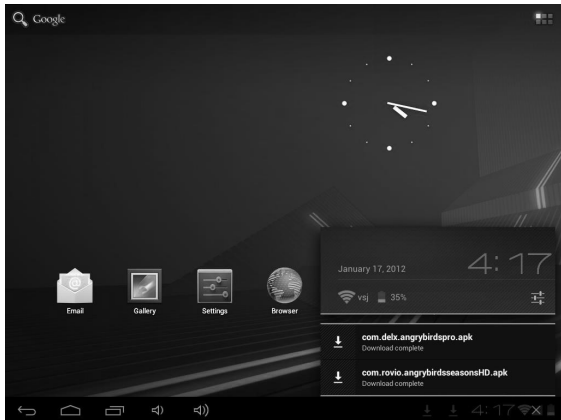 Google
January 17, 2012
4:17
vsj 35%
Email
Gallery
Settings
Browser
com.delx.angrybirdspro.apk
Download complete
com.rovio.angrybirdsseasonsHD.apk
Download complete
4:17